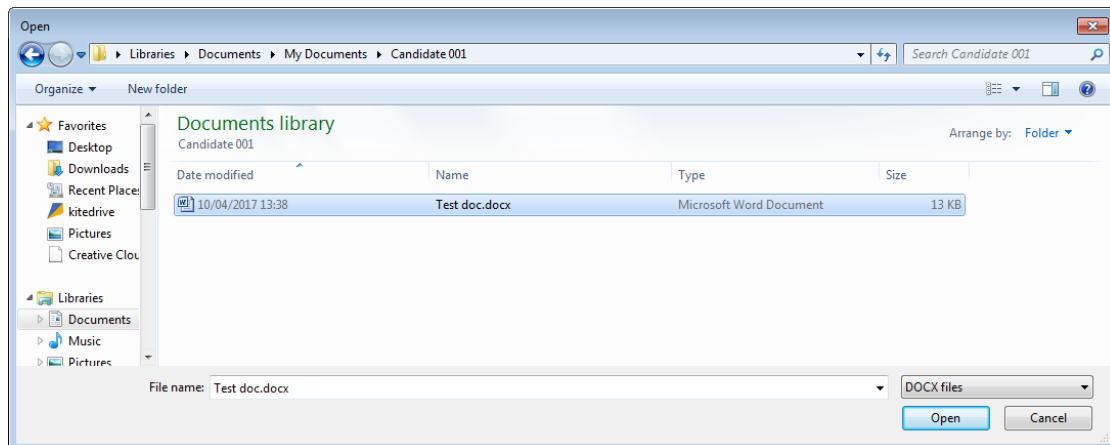 Open
Libraries Documents My Documents Candidate 001
Search Candidate 001
Organize New folder
Favorites
Desktop
Downloads
Recent Places
kitedrive
Pictures
Creative Clou
Libraries
Documents
Music
Pictures
Documents library
Candidate 001
Arrange by: Folder
Date modified Name Type Size
10/04/2017 13:38 Test doc.docx Microsoft Word Document 13 KB
File name: Test doc.docx
DOCX files
Open Cancel